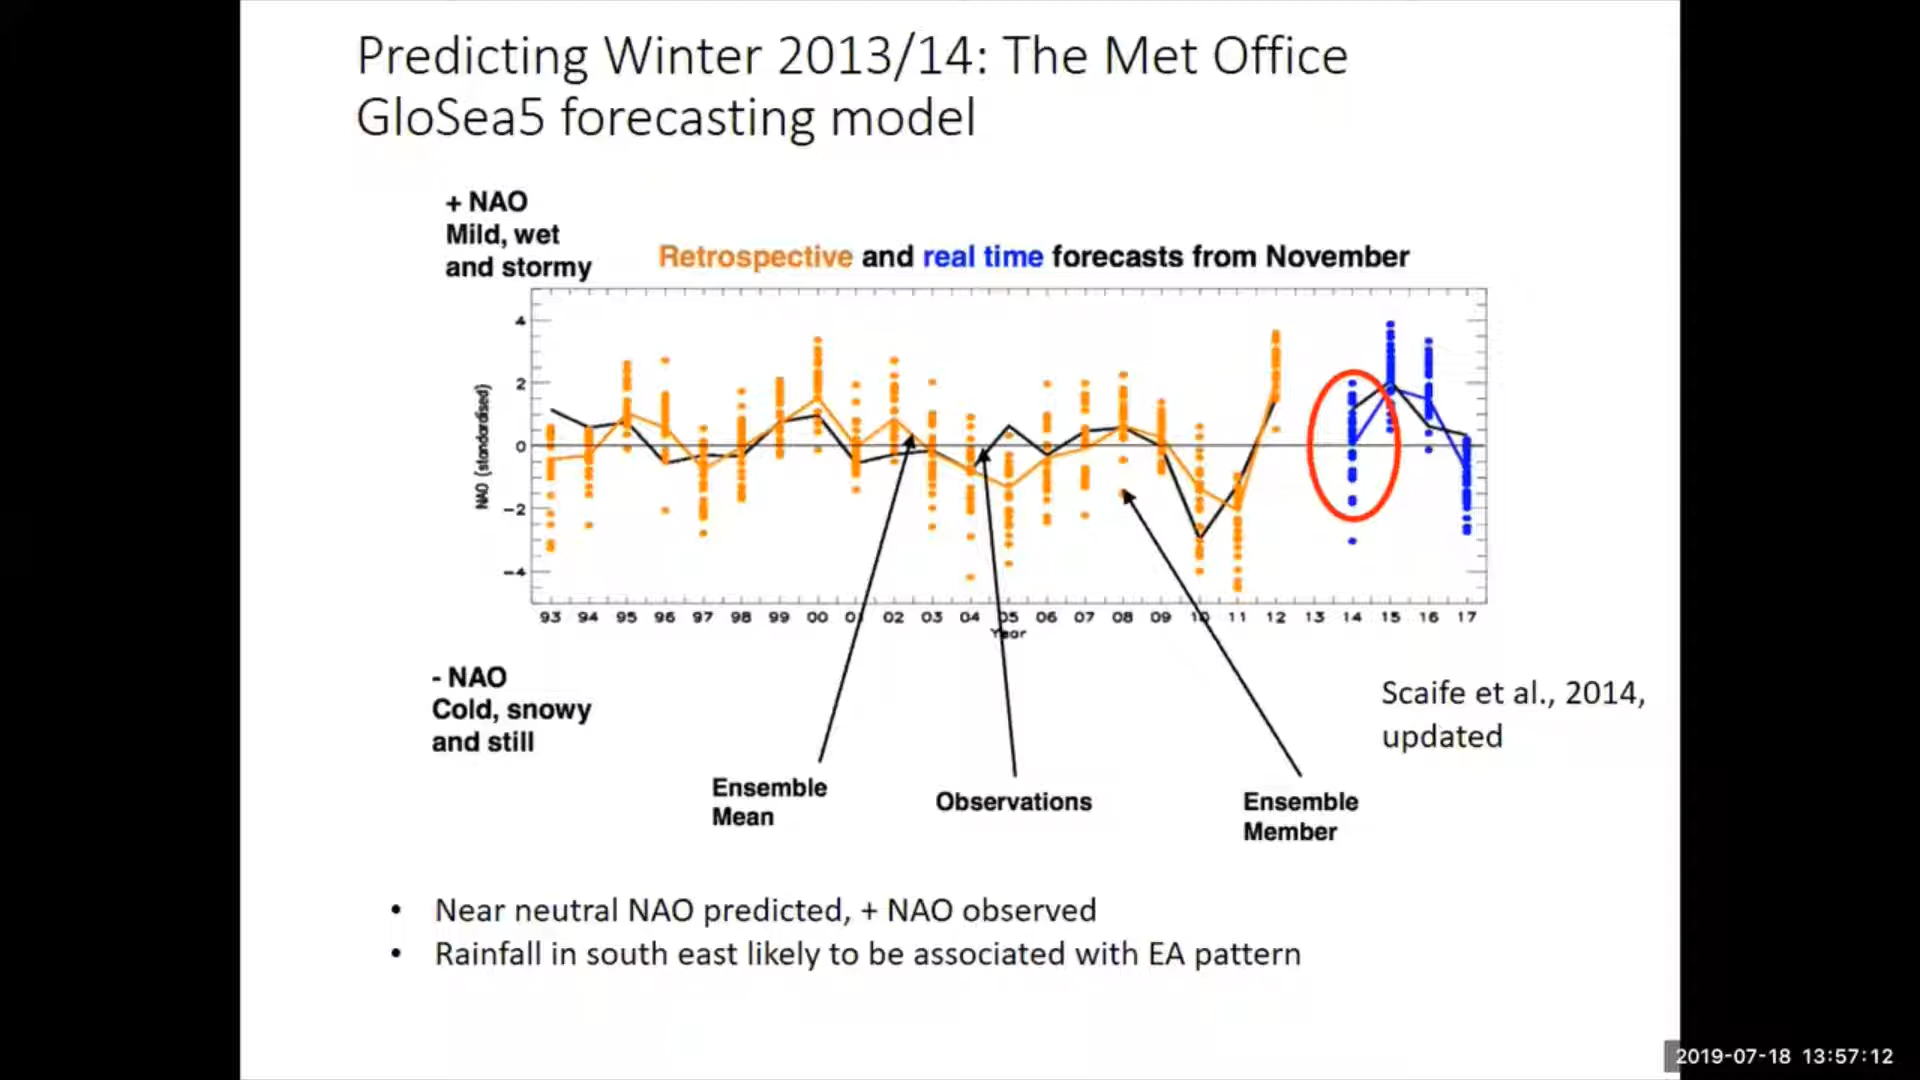 Predicting Winter 2013/14: The Met Office
GloSea5 forecasting model
+ NAO
Mild, wet
and stormy
Retrospective and real time forecasts from November
NAO (standardised)
4
2
0
-2
-4
93 94 95 96 97 98 99 00 01 02 03 04 05 06 07 08 09 10 11 12 13 14 15 16 17
Year
- NAO
Cold, snowy
and still
Scaife et al., 2014,
updated
Ensemble
Mean
Observations
Ensemble
Member
• Near neutral NAO predicted, + NAO observed
• Rainfall in south east likely to be associated with EA pattern
2019-07-18 13:57:12